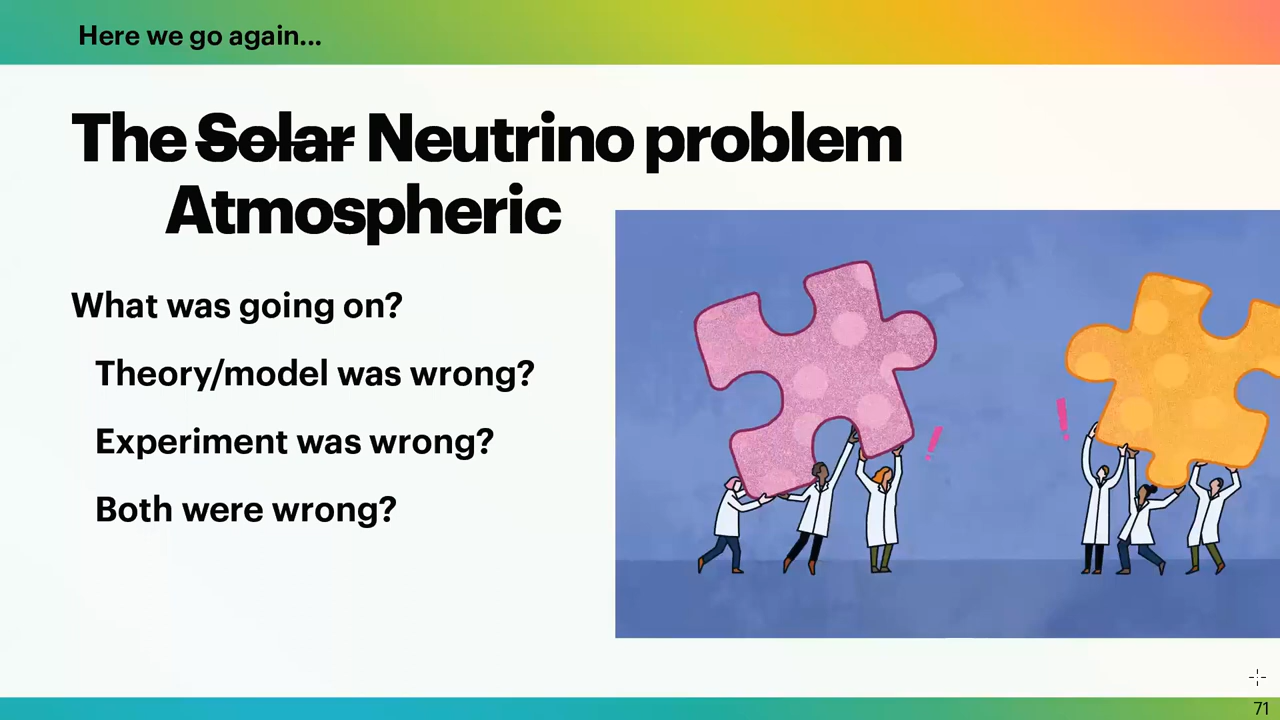 Here we go again...
The Solar Neutrino problem
Atmospheric
What was going on?
Theory/model was wrong?
Experiment was wrong?
Both were wrong?
!
!
71